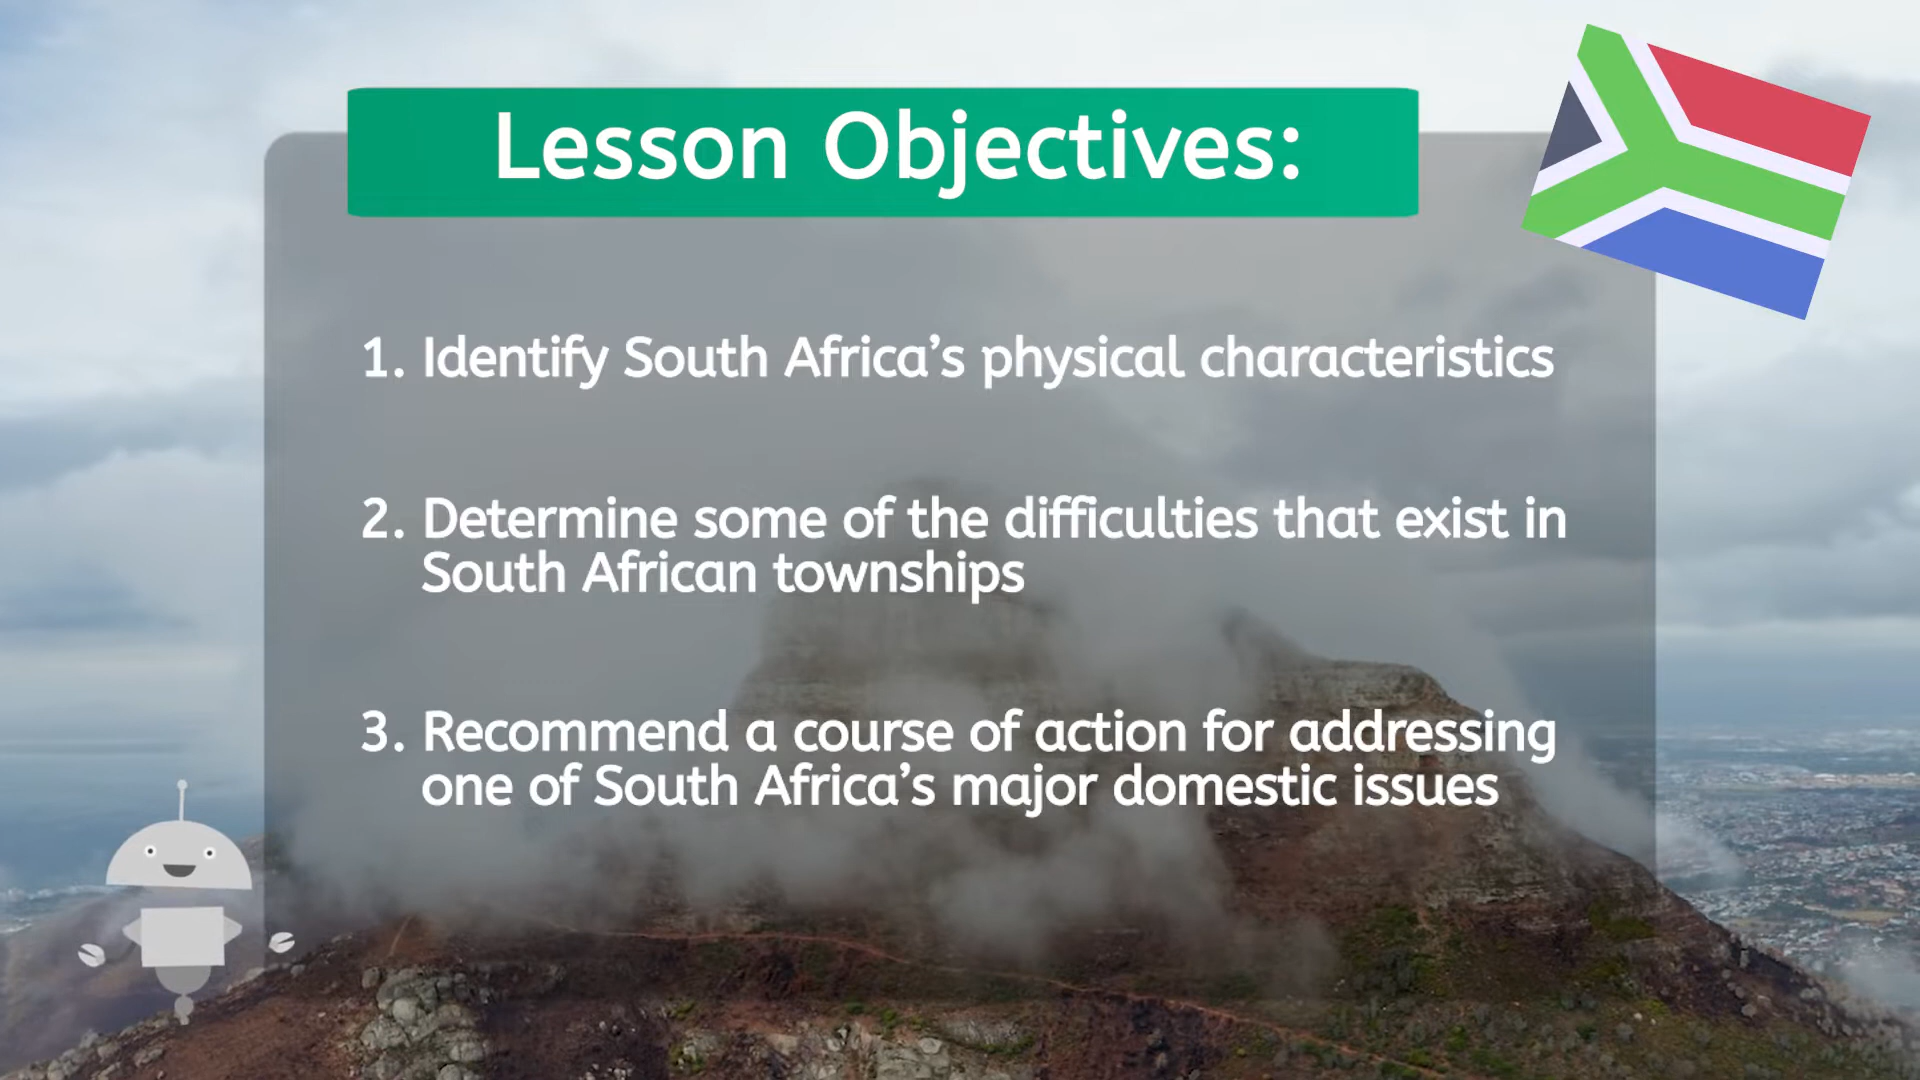 Lesson Objectives:
1. Identify South Africa’s physical characteristics
2. Determine some of the difficulties that exist in
South African townships
3. Recommend a course of action for addressing
one of South Africa’s major domestic issues